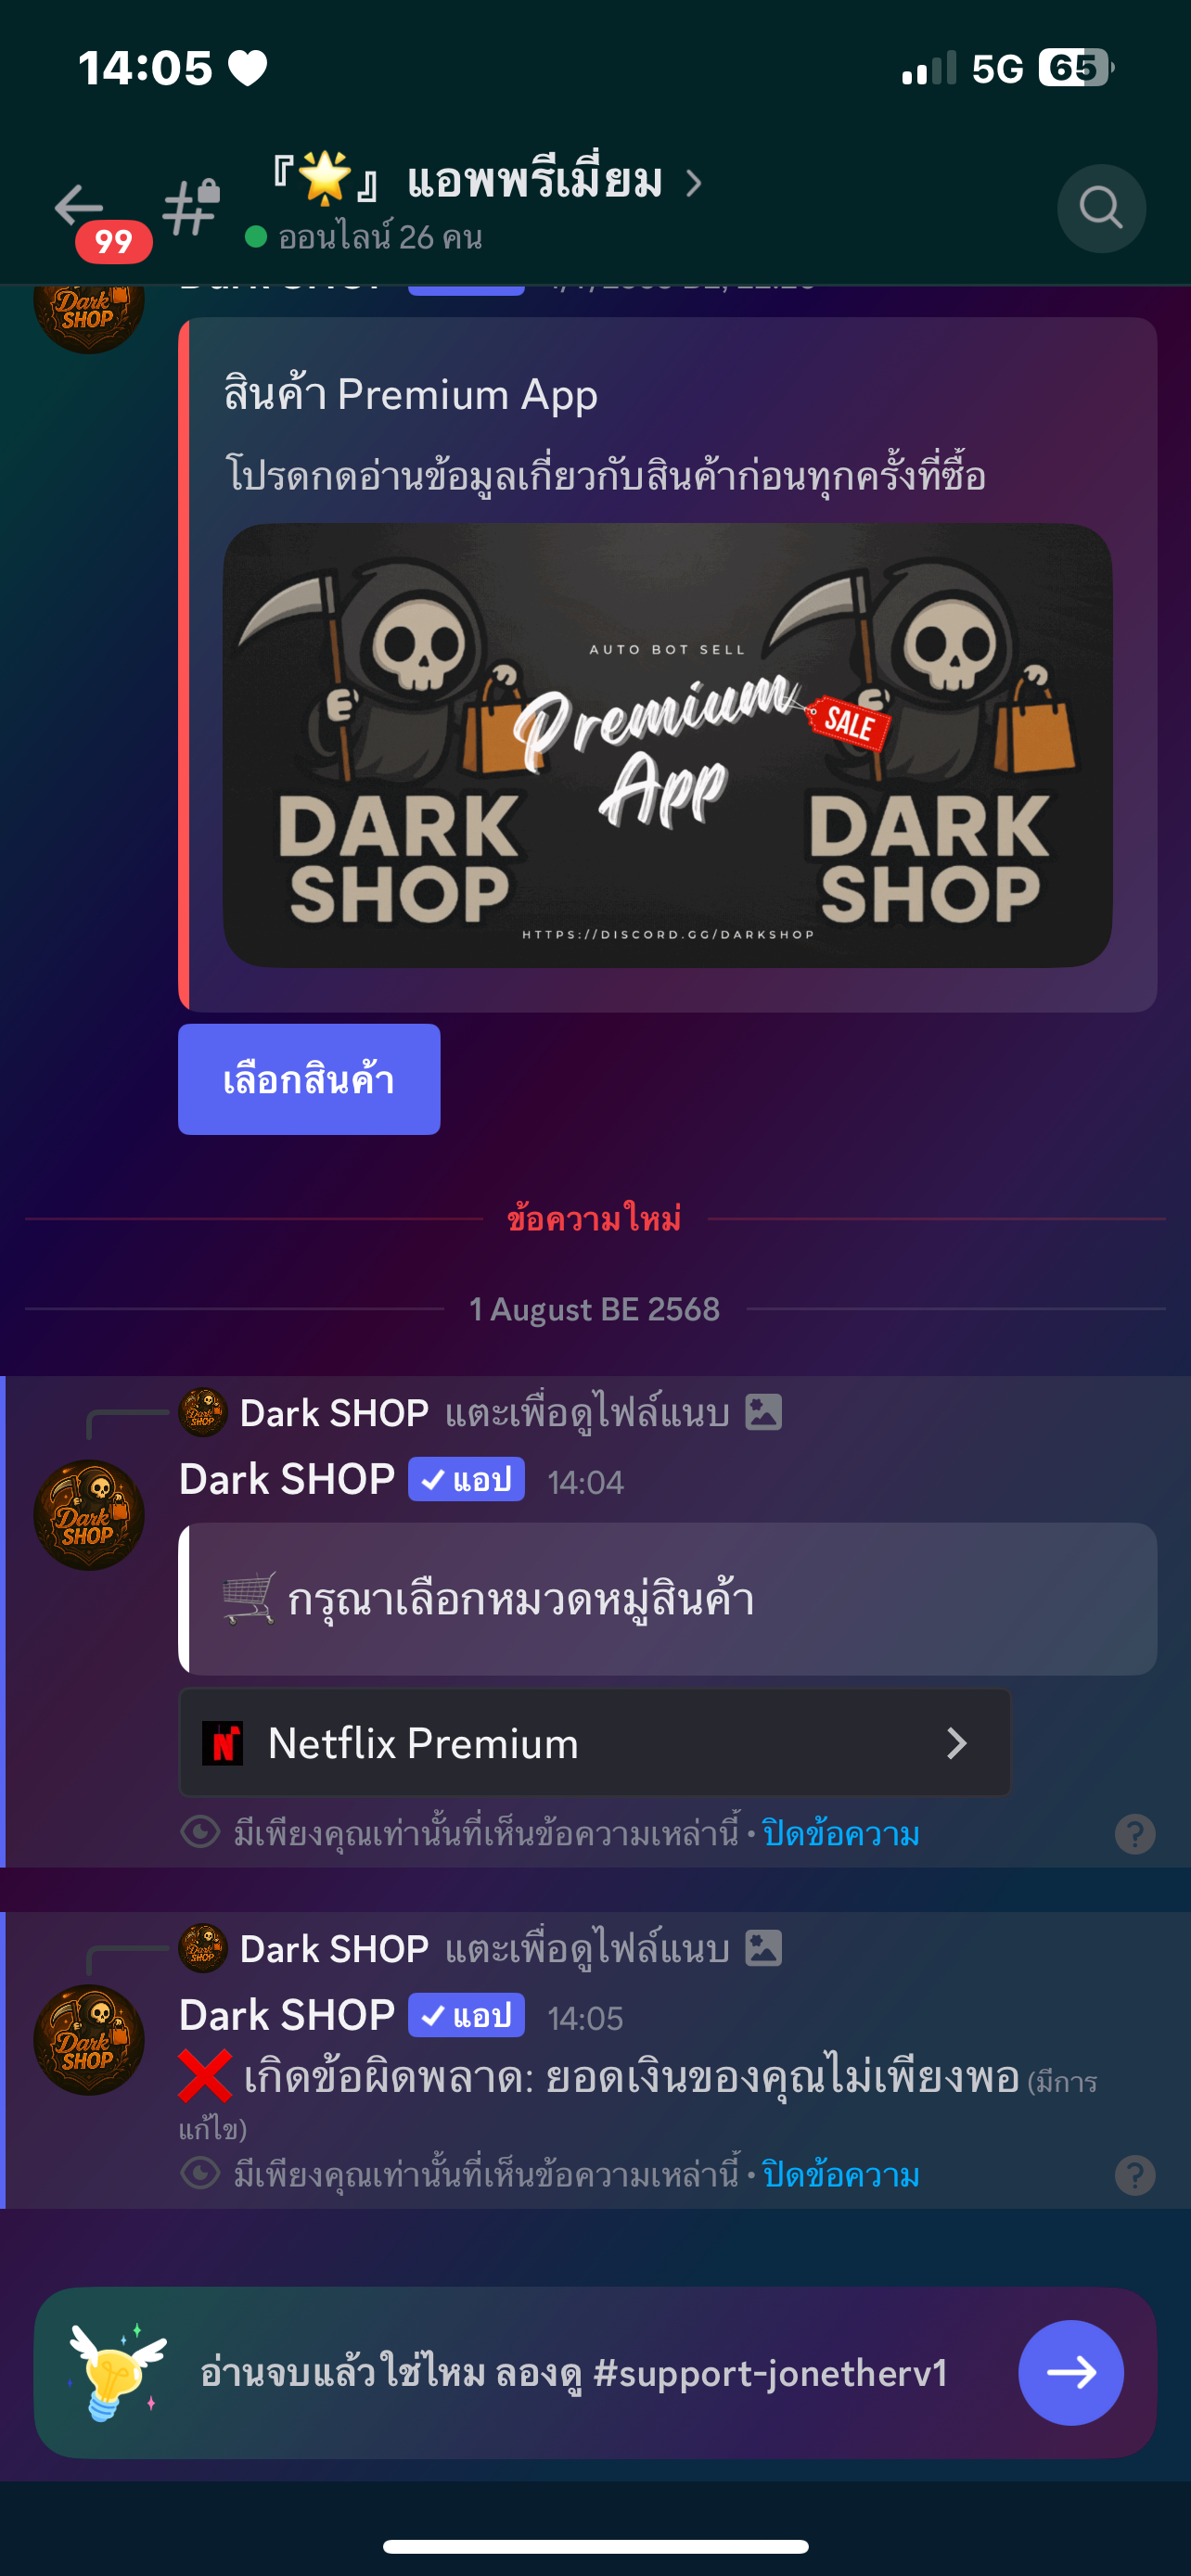 14:05
5G 65
『🌟』 แอพพรีเมี่ยม
99
ออนไลน์ 26 คน
Dark SHOP
สินค้า Premium App
โปรดกดอ่านข้อมูลเกี่ยวกับสินค้าก่อนทุกครั้งที่ซื้อ
AUTO BOT SELL
Premium
App
SALE
DARK
SHOP
DARK
SHOP
HTTPS://DISCORD.GG/DARKSHOP
เลือกสินค้า
ข้อความใหม่
1 August BE 2568
Dark SHOP แตะเพื่อดูไฟล์แนบ
Dark SHOP ✓ แอป 14:04
Dark SHOP
🛒 กรุณาเลือกหมวดหมู่สินค้า
N Netflix Premium
มีเพียงคุณเท่านั้นที่เห็นข้อความเหล่านี้ • ปิดข้อความ ?
Dark SHOP แตะเพื่อดูไฟล์แนบ
Dark SHOP ✓ แอป 14:05
Dark SHOP
❌ เกิดข้อผิดพลาด: ยอดเงินของคุณไม่เพียงพอ (มีการ
แก้ไข)
มีเพียงคุณเท่านั้นที่เห็นข้อความเหล่านี้ • ปิดข้อความ ?
อ่านจบแล้วใช่ไหม ลองดู #support-jonetherv1